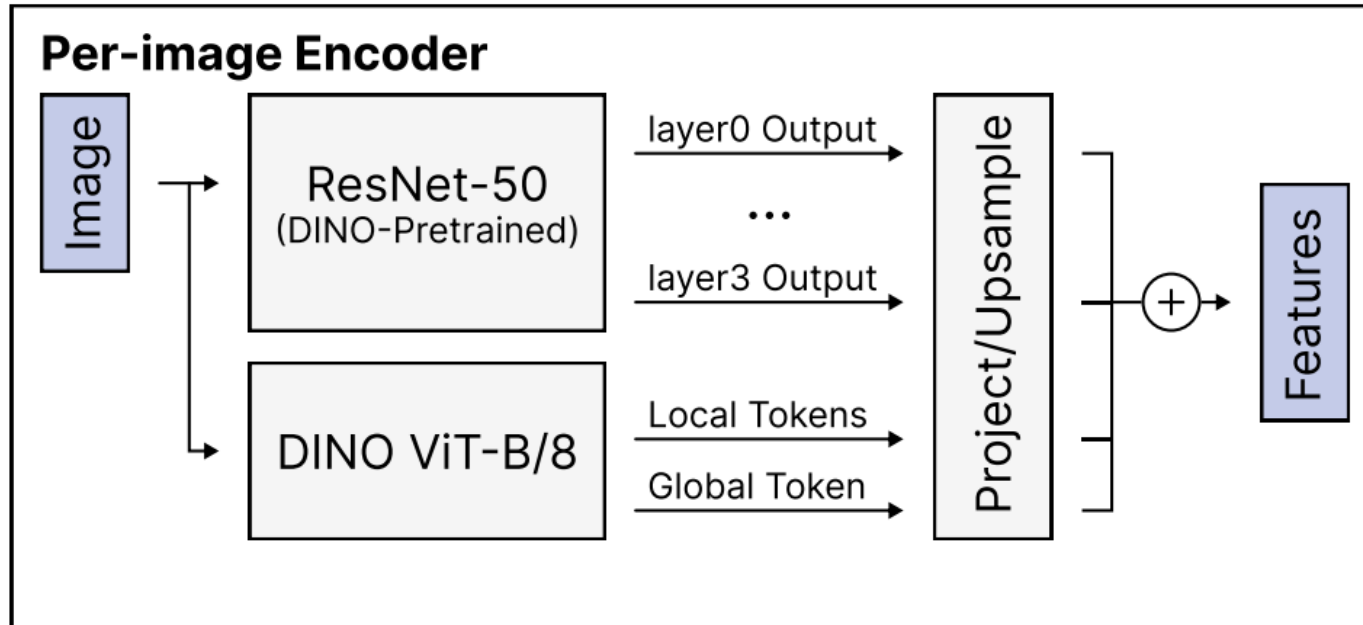 Per-image Encoder
Image
ResNet-50
(DINO-Pretrained)
layer0 Output
...
layer3 Output
DINO ViT-B/8
Local Tokens
Global Token
Project/Upsample
+
Features